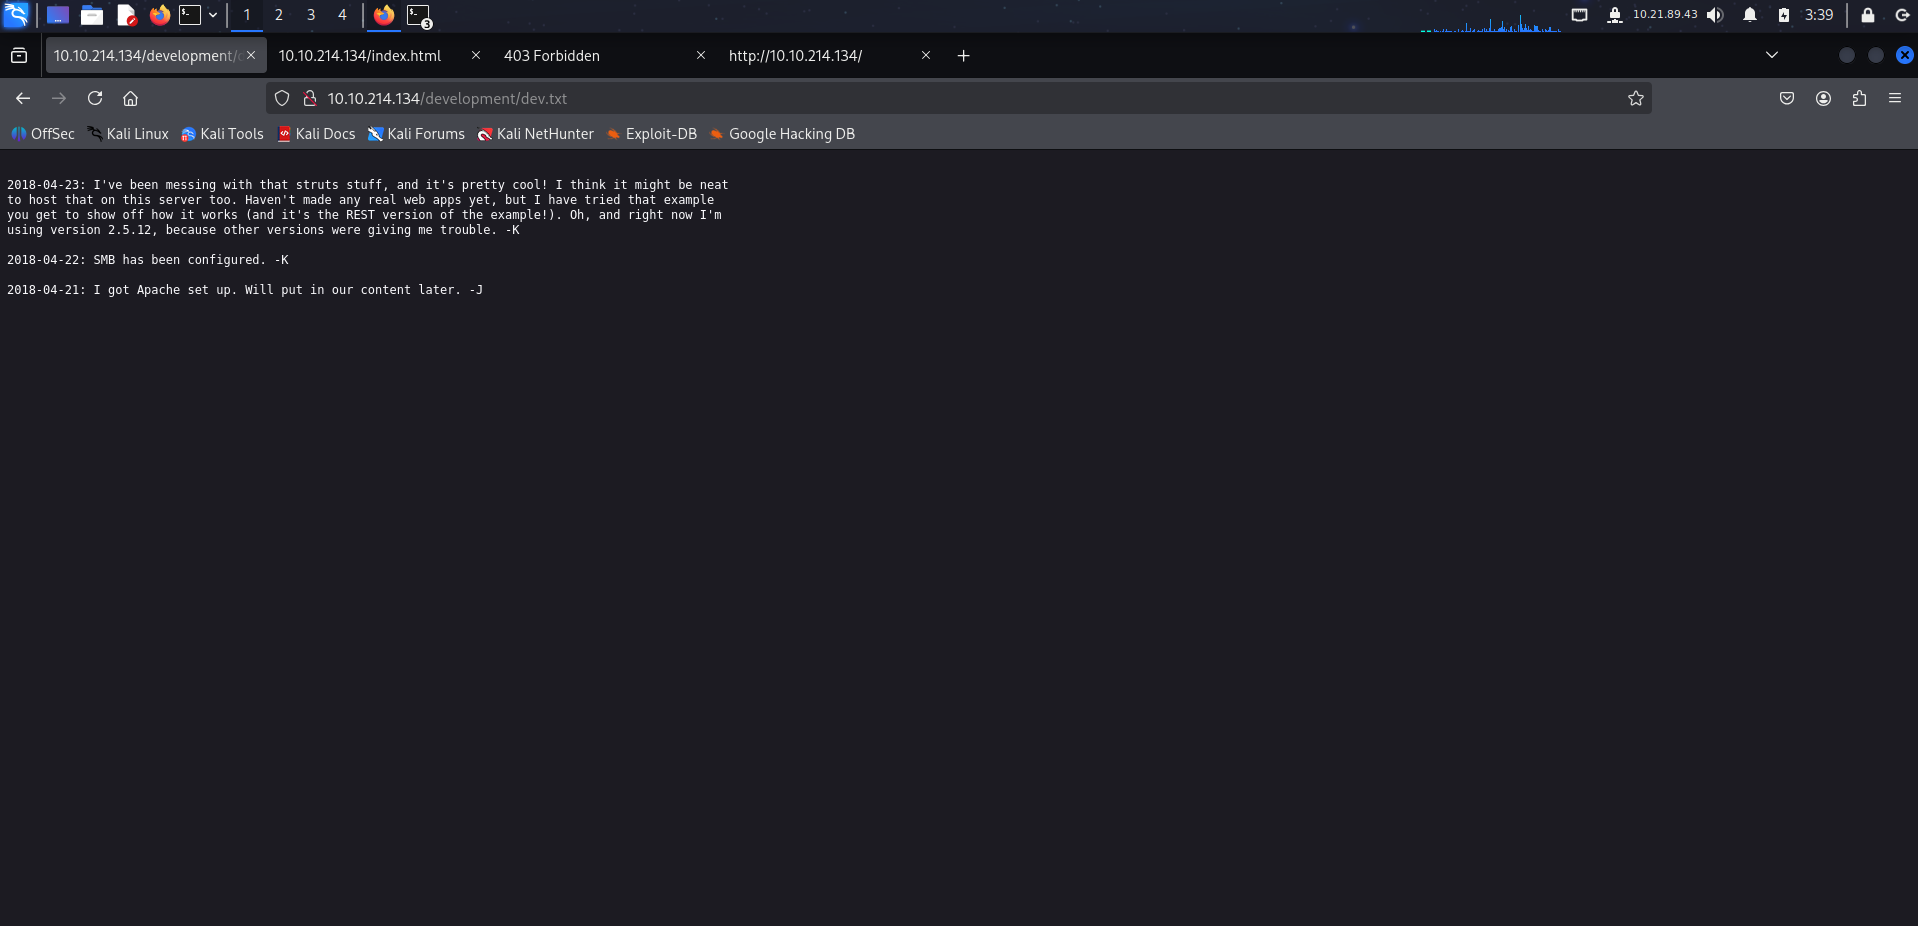 1
2
3
4
3
10.21.89.43
3:39
10.10.214.134/development/
10.10.214.134/index.html
403 Forbidden
http://10.10.214.134/
10.10.214.134/development/dev.txt
OffSec
Kali Linux
Kali Tools
Kali Docs
Kali Forums
Kali NetHunter
Exploit-DB
Google Hacking DB
2018-04-23: I've been messing with that struts stuff, and it's pretty cool! I think it might be neat
to host that on this server too. Haven't made any real web apps yet, but I have tried that example
you get to show off how it works (and it's the REST version of the example!). Oh, and right now I'm
using version 2.5.12, because other versions were giving me trouble. -K
2018-04-22: SMB has been configured. -K
2018-04-21: I got Apache set up. Will put in our content later. -J